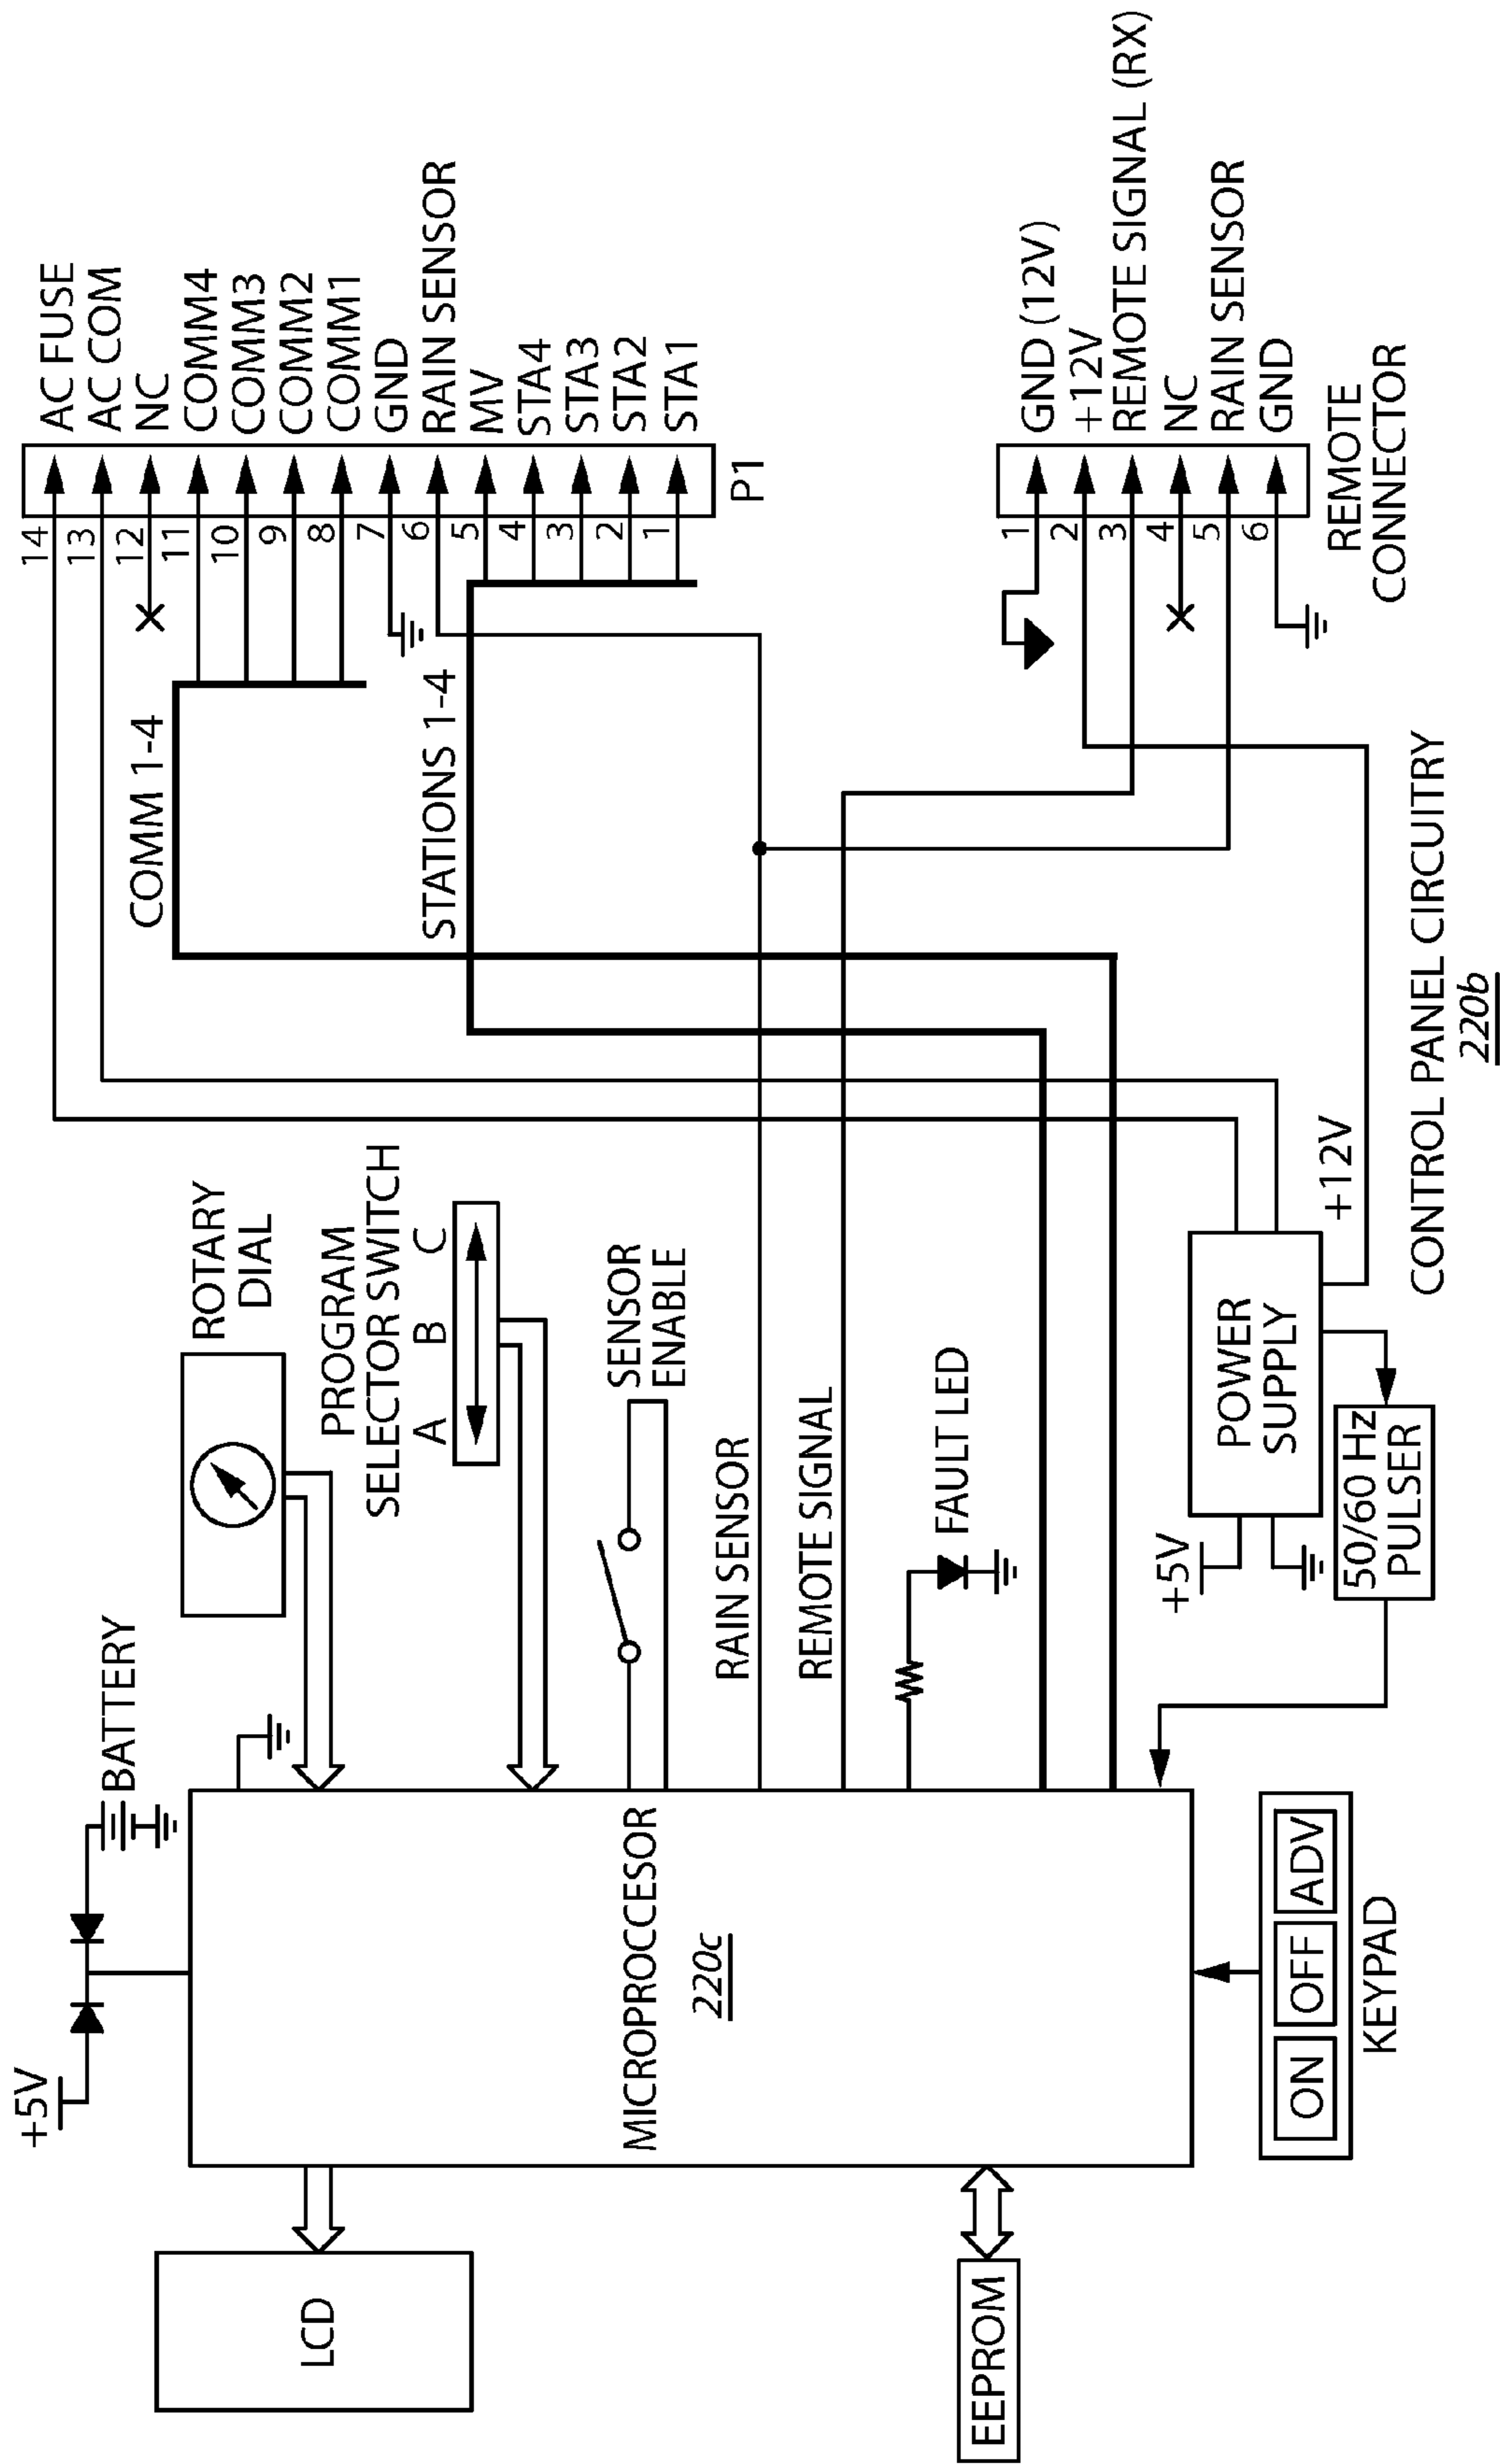 +5V
BATTERY
ROTARY
DIAL
PROGRAM
SELECTOR SWITCH
A B C
SENSOR
ENABLE
LCD
MICROPROCCESOR
220c
RAIN SENSOR
REMOTE SIGNAL
FAULT LED
EEPROM
ON OFF ADV
KEYPAD
+5V
POWER
SUPPLY
+12V
50/60 Hz
PULSER
COMM 1-4
STATIONS 1-4
14 AC FUSE
13 AC COM
12 NC
11 COMM4
10 COMM3
9 COMM2
8 COMM1
7 GND
6 RAIN SENSOR
5 MV
4 STA4
3 STA3
2 STA2
1 STA1
P1
1 GND (12V)
2 +12V
3 REMOTE SIGNAL (RX)
4 NC
5 RAIN SENSOR
6 GND
REMOTE
CONNECTOR
CONTROL PANEL CIRCUITRY
220b